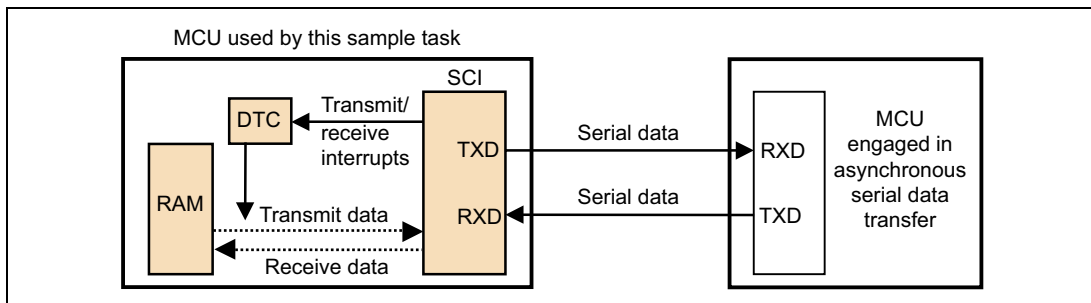 MCU used by this sample task
SCI
DTC
Transmit/
receive
interrupts
TXD
RXD
RAM
Transmit data
Receive data
Serial data
Serial data
RXD
TXD
MCU
engaged in
asynchronous
serial data
transfer